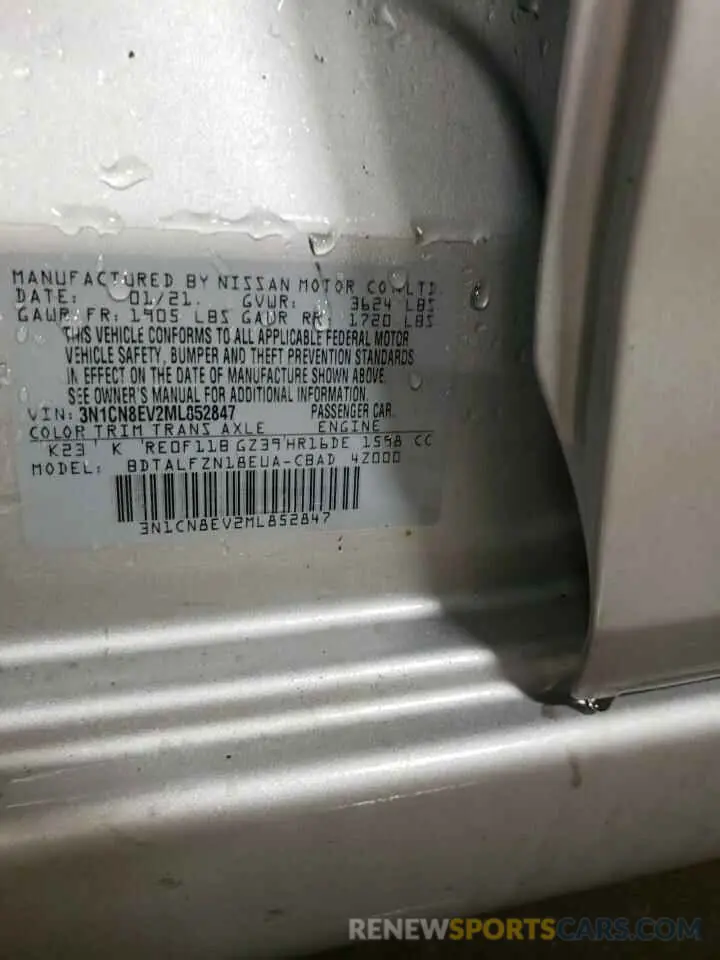 MANUFACTURED BY NISSAN MOTOR CO.,LTD.
DATE: 01/21. GVWR: 3624 LBS
GAWR FR: 1905 LBS GAWR RR: 1720 LBS
THIS VEHICLE CONFORMS TO ALL APPLICABLE FEDERAL MOTOR
VEHICLE SAFETY, BUMPER AND THEFT PREVENTION STANDARDS
IN EFFECT ON THE DATE OF MANUFACTURE SHOWN ABOVE.
SEE OWNER'S MANUAL FOR ADDITIONAL INFORMATION.
VIN: 3N1CN8EV2ML852847 PASSENGER CAR
COLOR TRIM TRANS AXLE ENGINE
K23 ' K 'RE0F11B GZ39'HR16DE 1598 CC
MODEL: BDTALFZN18EUA-CBAD 4Z000
3N1CN8EV2ML852847
RENEWSPORTSCARS.COM